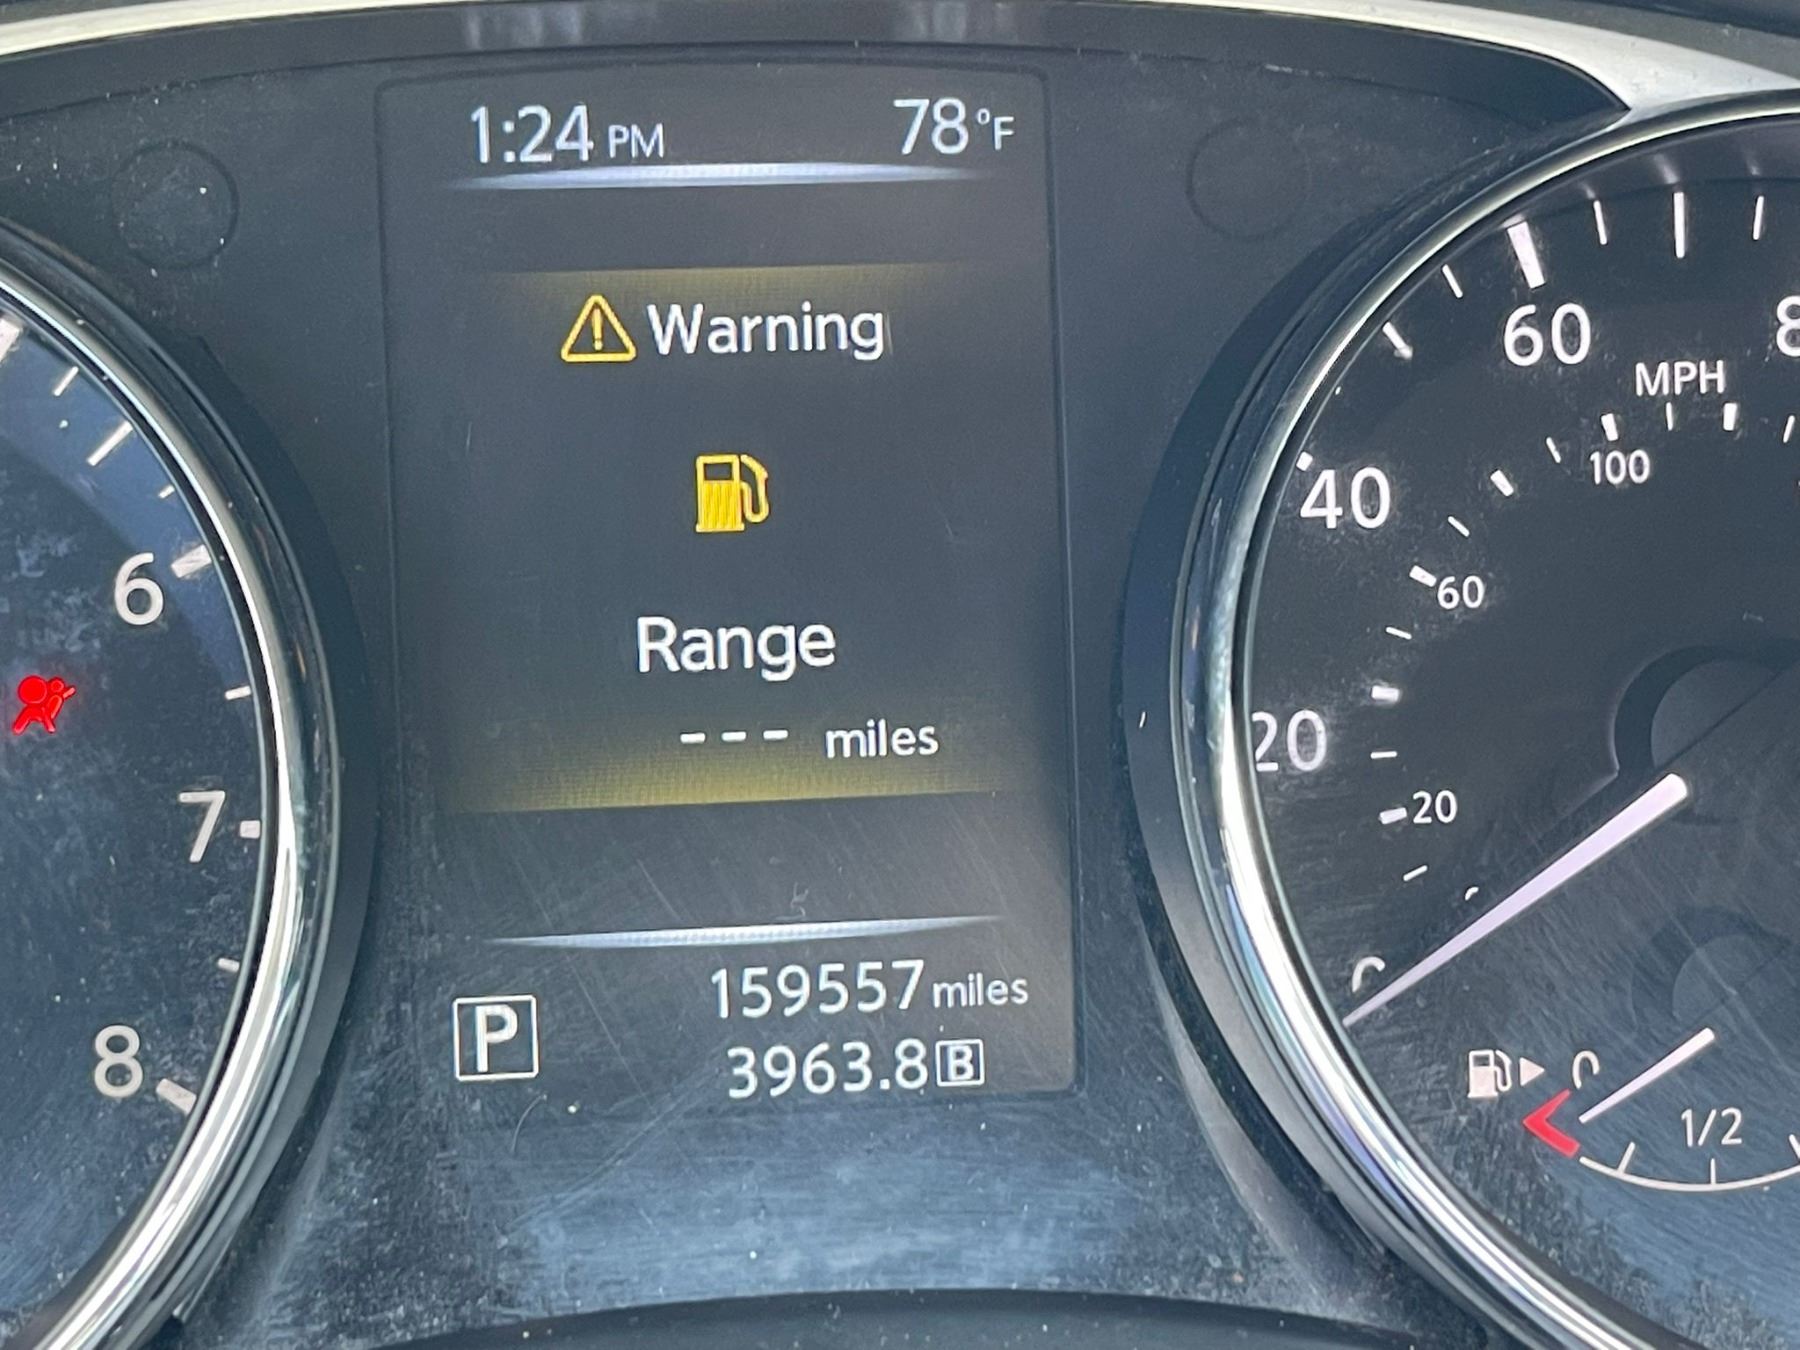 1:24 PM 78°F
Warning
Range
--- miles
159557 miles
P
3963.8 B
6
7
8
60
MPH
40
100
60
20
20
0
1/2